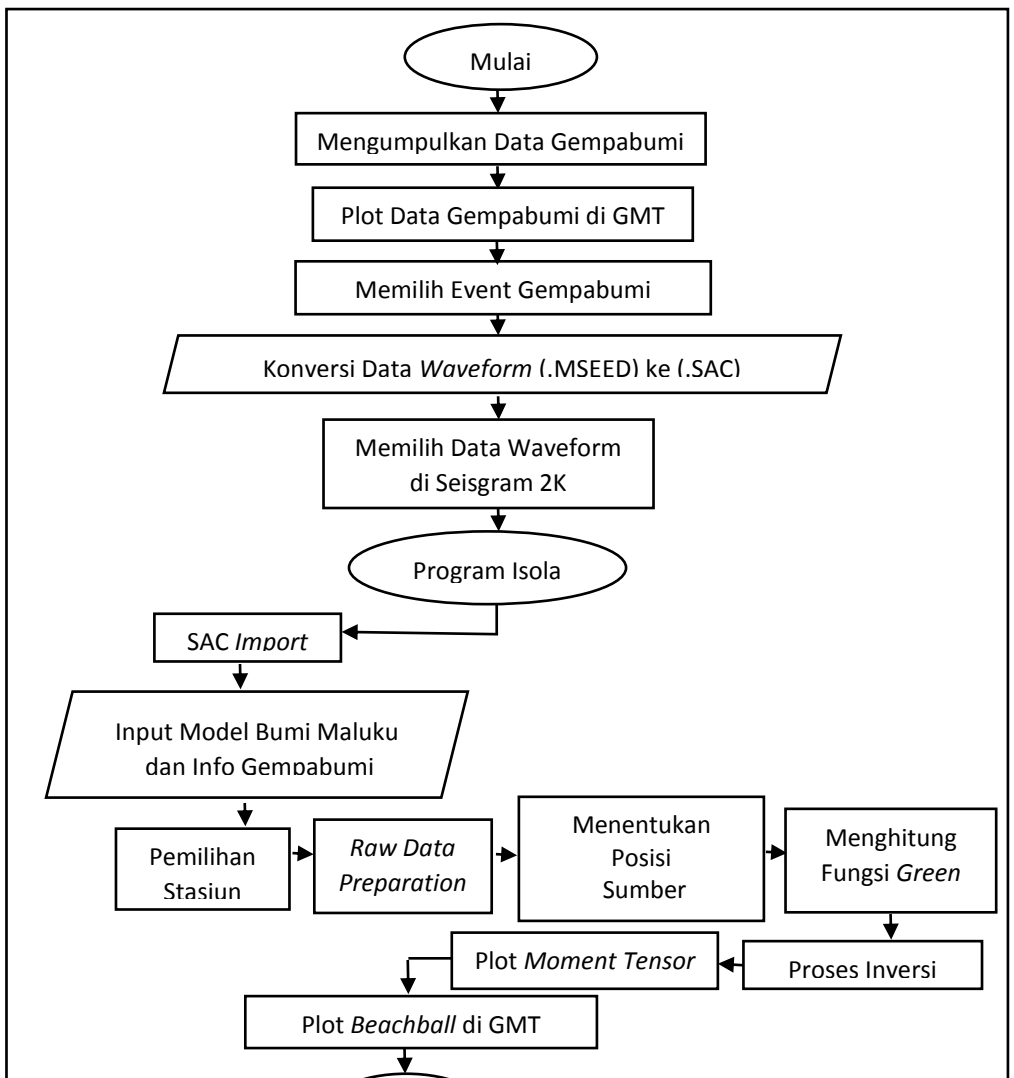 Mulai
Mengumpulkan Data Gempabumi
Plot Data Gempabumi di GMT
Memilih Event Gempabumi
Konversi Data Waveform (.MSEED) ke (.SAC)
Memilih Data Waveform
di Seisgram 2K
Program Isola
SAC Import
Input Model Bumi Maluku
dan Info Gempabumi
Pemilihan
Stasiun
Raw Data
Preparation
Menentukan
Posisi
Sumber
Menghitung
Fungsi Green
Proses Inversi
Plot Moment Tensor
Plot Beachball di GMT